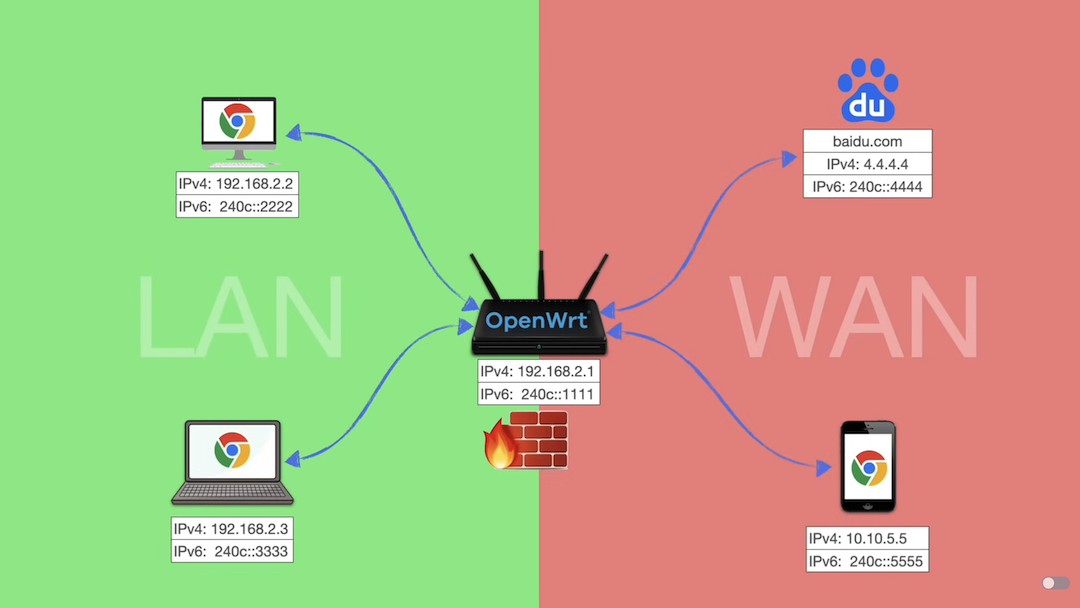 du
baidu.com
IPv4: 4.4.4.4
IPv6: 240c::4444
IPv4: 192.168.2.2
IPv6: 240c::2222
LAN
WAN
OpenWrt
IPv4: 192.168.2.1
IPv6: 240c::1111
IPv4: 192.168.2.3
IPv6: 240c::3333
IPv4: 10.10.5.5
IPv6: 240c::5555